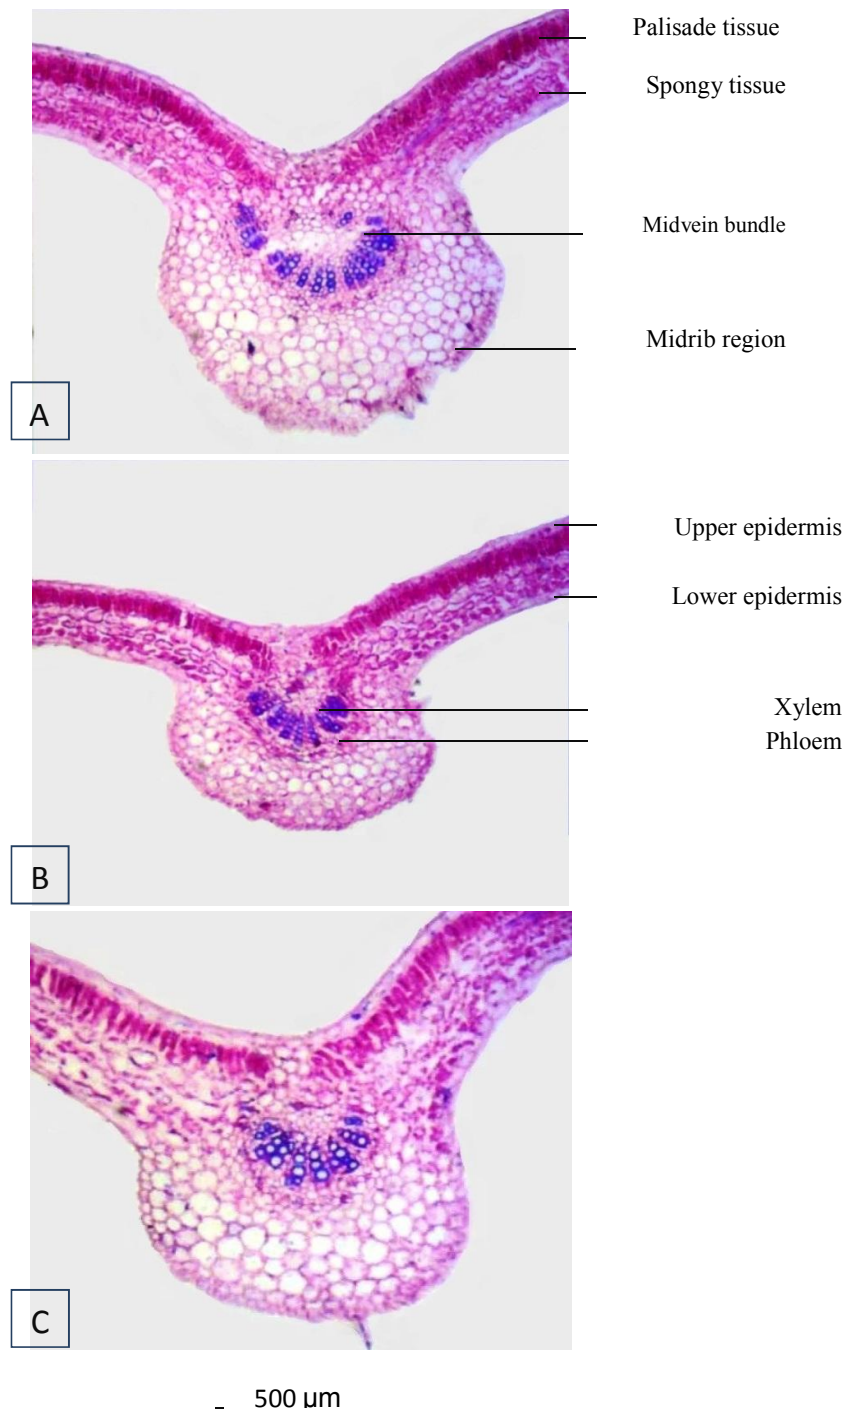 Palisade tissue
Spongy tissue
Midvein bundle
Midrib region
A
Upper epidermis
Lower epidermis
Xylem
Phloem
B
C
500 µm